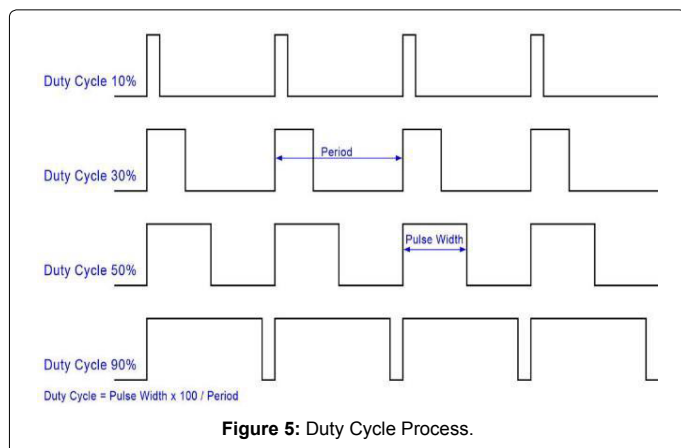 Duty Cycle 10%
Period
Duty Cycle 30%
Pulse Width
Duty Cycle 50%
Duty Cycle 90%
Duty Cycle = Pulse Width x 100 / Period
Figure 5: Duty Cycle Process.